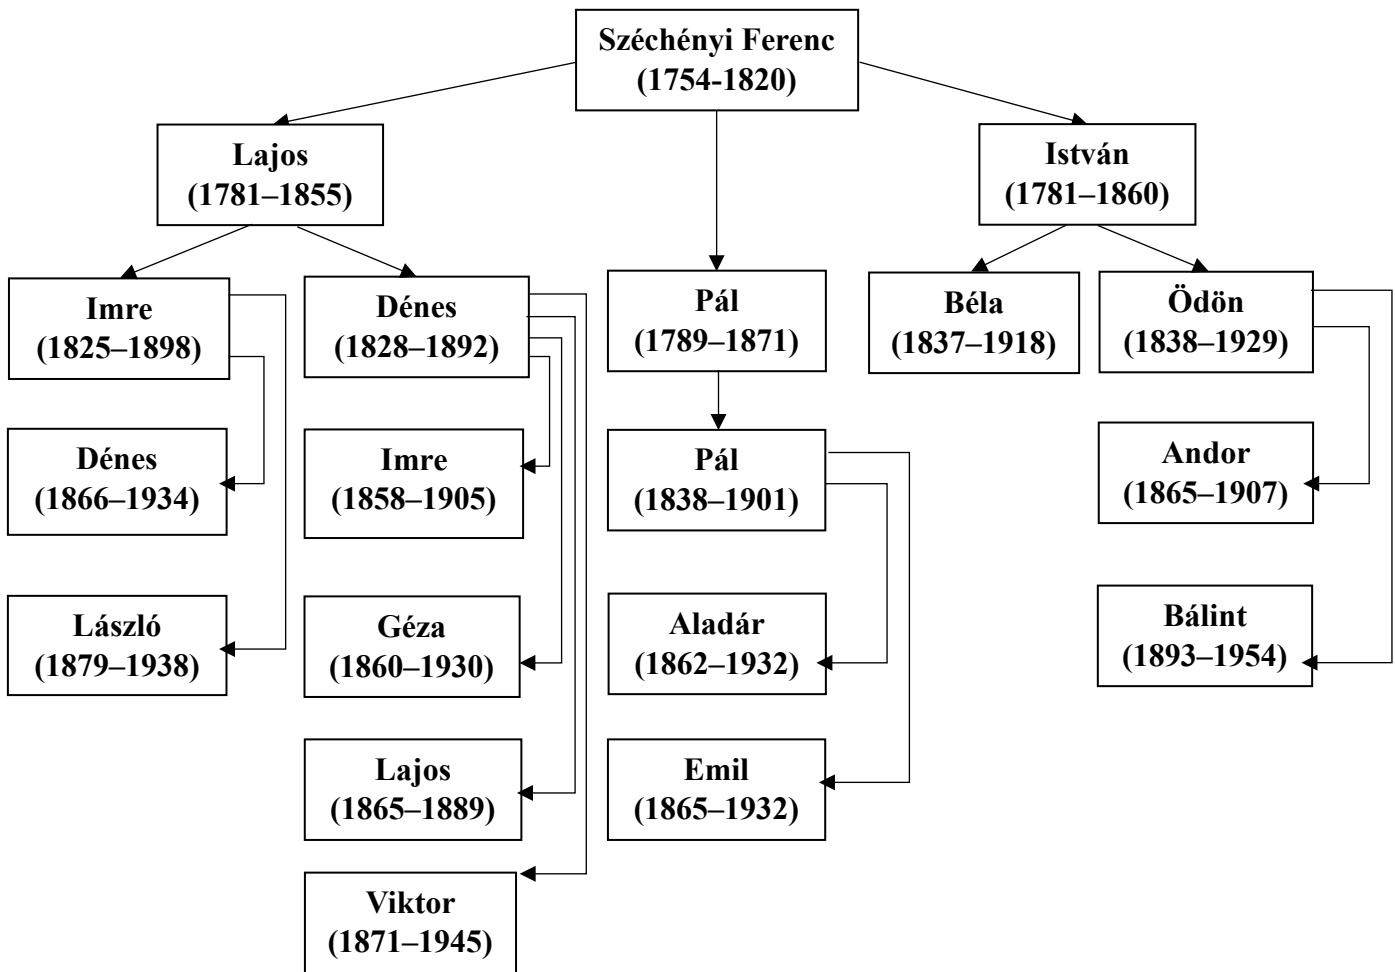 Széchényi Ferenc
(1754-1820)
Lajos
(1781–1855)
István
(1781–1860)
Imre
(1825–1898)
Dénes
(1828–1892)
Pál
(1789–1871)
Béla
(1837–1918)
Ödön
(1838–1929)
Dénes
(1866–1934)
Imre
(1858–1905)
Pál
(1838–1901)
Andor
(1865–1907)
László
(1879–1938)
Géza
(1860–1930)
Aladár
(1862–1932)
Bálint
(1893–1954)
Lajos
(1865–1889)
Emil
(1865–1932)
Viktor
(1871–1945)